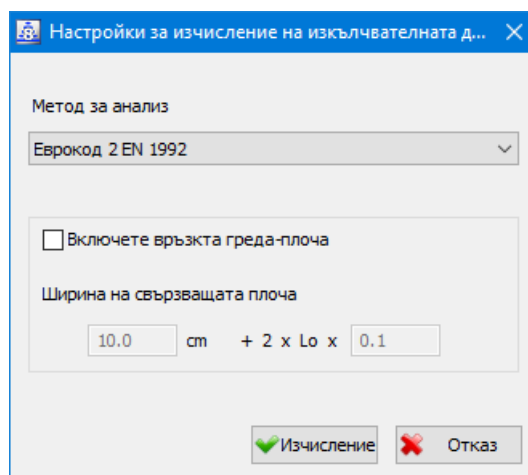 Настройки за изчисление на изкълчвателната д...
Метод за анализ
Еврокод 2 EN 1992
Включете връзкта греда-плоча
Ширина на свързващата плоча
10.0 cm + 2 x Lo x 0.1
Изчисление Отказ